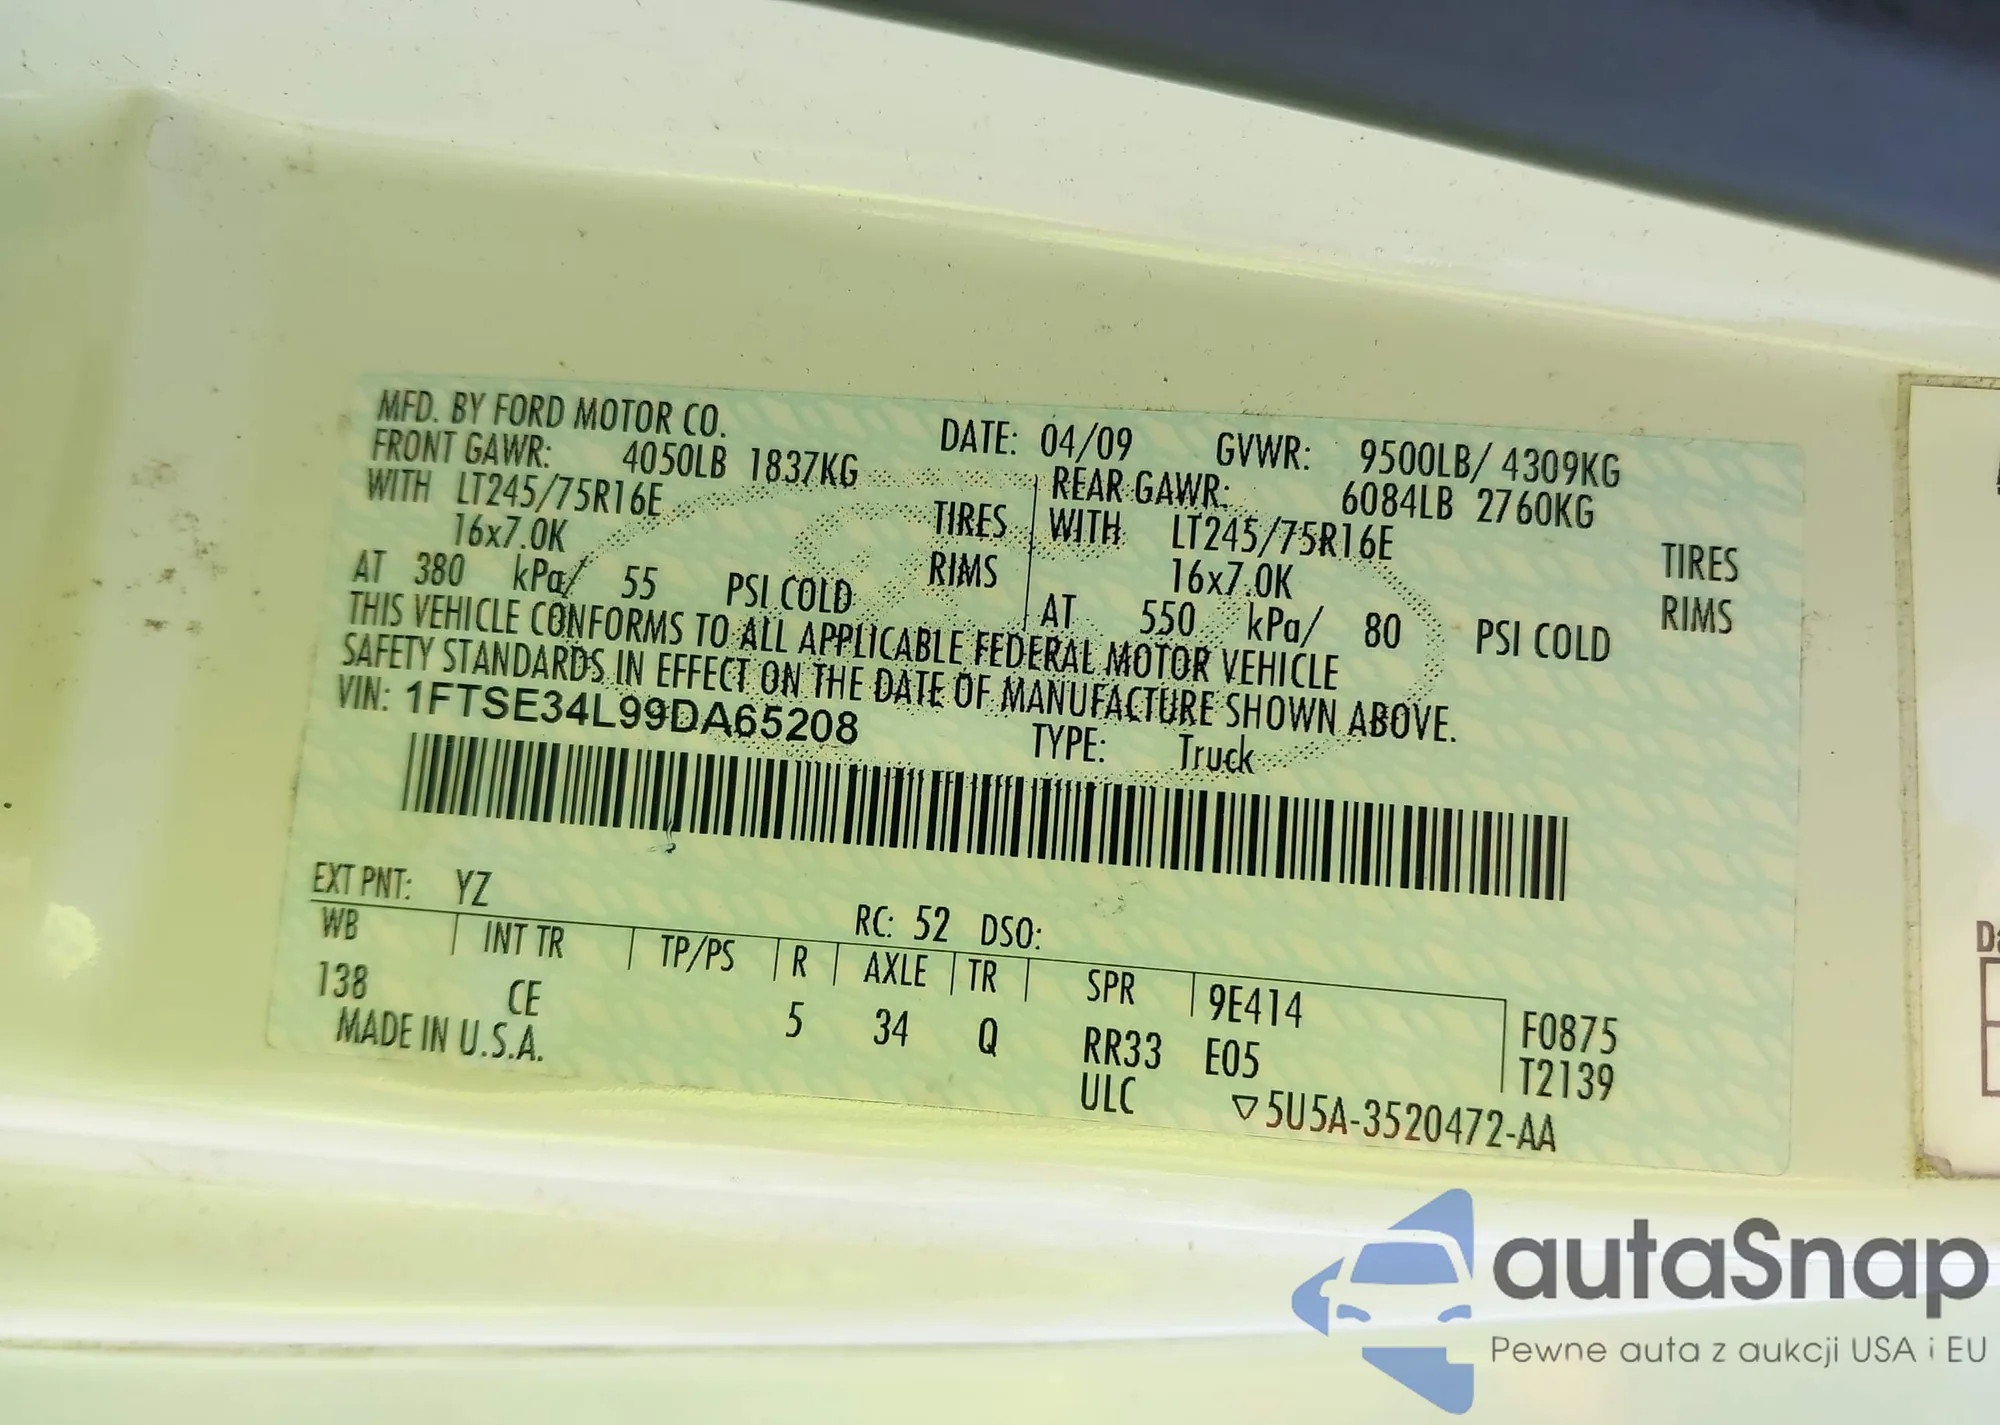 MFD. BY FORD MOTOR CO. DATE: 04/09 GVWR: 9500LB/ 4309KG
FRONT GAWR: 4050LB 1837KG REAR GAWR: 6084LB 2760KG
WITH LT245/75R16E TIRES WITH LT245/75R16E TIRES
16x7.0K RIMS 16x7.0K RIMS
AT 380 kPa/ 55 PSI COLD AT 550 kPa/ 80 PSI COLD
THIS VEHICLE CONFORMS TO ALL APPLICABLE FEDERAL MOTOR VEHICLE
SAFETY STANDARDS IN EFFECT ON THE DATE OF MANUFACTURE SHOWN ABOVE.
VIN: 1FTSE34L99DA65208 TYPE: Truck
EXT PNT: YZ RC: 52 DSO:
WB INT TR TP/PS R AXLE TR SPR 9E414 F0875
138 CE 5 34 Q RR33 E05 T2139
MADE IN U.S.A. ULC ▽5U5A-3520472-AA
autaSnap
Pewne auta z aukcji USA i EU